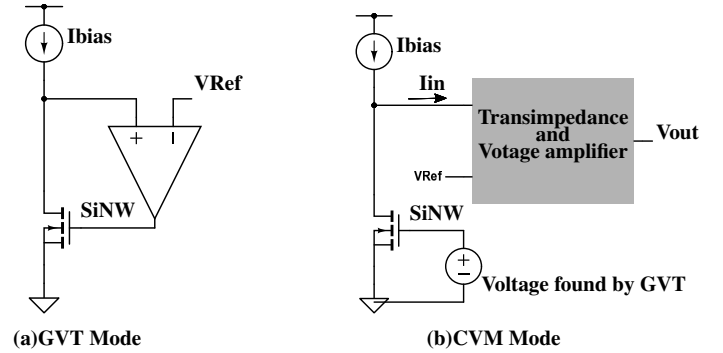 Ibias
VRef
+ −
SiNW
(a)GVT Mode
Ibias
Iin
Transimpedance
and
Votage amplifier
Vout
VRef
SiNW
+
−
Voltage found by GVT
(b)CVM Mode